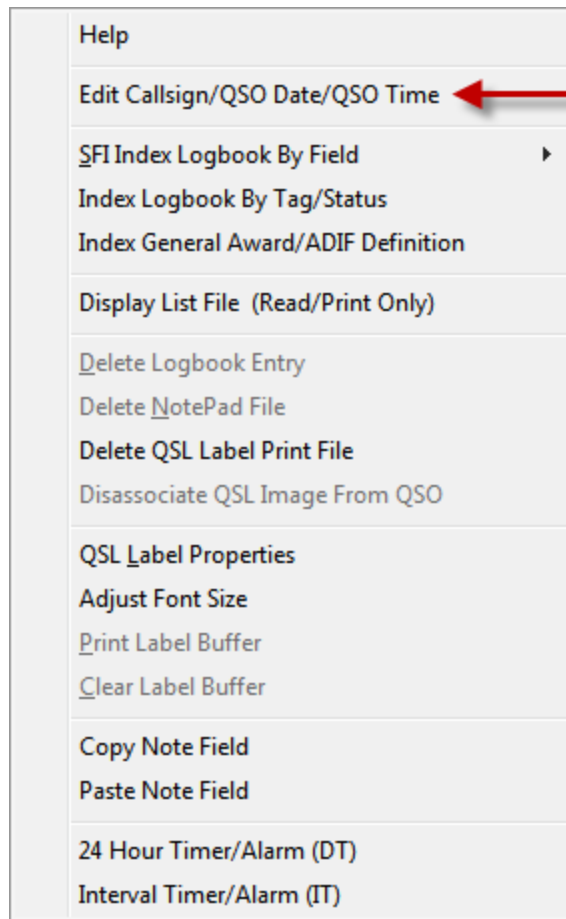 Help
Edit Callsign/QSO Date/QSO Time
SFI Index Logbook By Field
Index Logbook By Tag/Status
Index General Award/ADIF Definition
Display List File  (Read/Print Only)
Delete Logbook Entry
Delete NotePad File
Delete QSL Label Print File
Disassociate QSL Image From QSO
QSL Label Properties
Adjust Font Size
Print Label Buffer
Clear Label Buffer
Copy Note Field
Paste Note Field
24 Hour Timer/Alarm (DT)
Interval Timer/Alarm (IT)